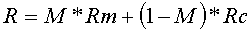 R = M * Rm + (1 − M) * Rc